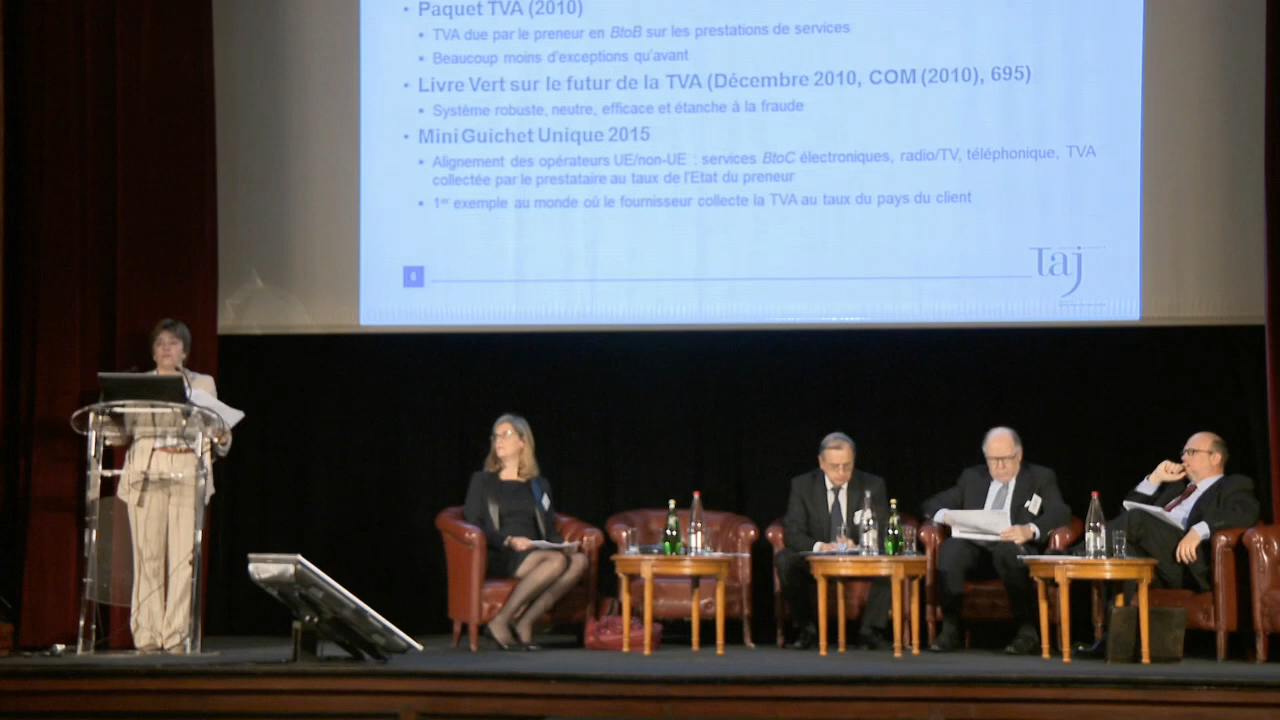 • Paquet TVA (2010)
▪ TVA due par le preneur en BtoB sur les prestations de services
▪ Beaucoup moins d'exceptions qu'avant
• Livre Vert sur le futur de la TVA (Décembre 2010, COM (2010), 695)
▪ Système robuste, neutre, efficace et étanche à la fraude
• Mini Guichet Unique 2015
▪ Alignement des opérateurs UE/non-UE : services BtoC électroniques, radio/TV, téléphonique, TVA
collectée par le prestataire au taux de l'Etat du preneur
▪ 1er exemple au monde où le fournisseur collecte la TVA au taux du pays du client
6
Taj